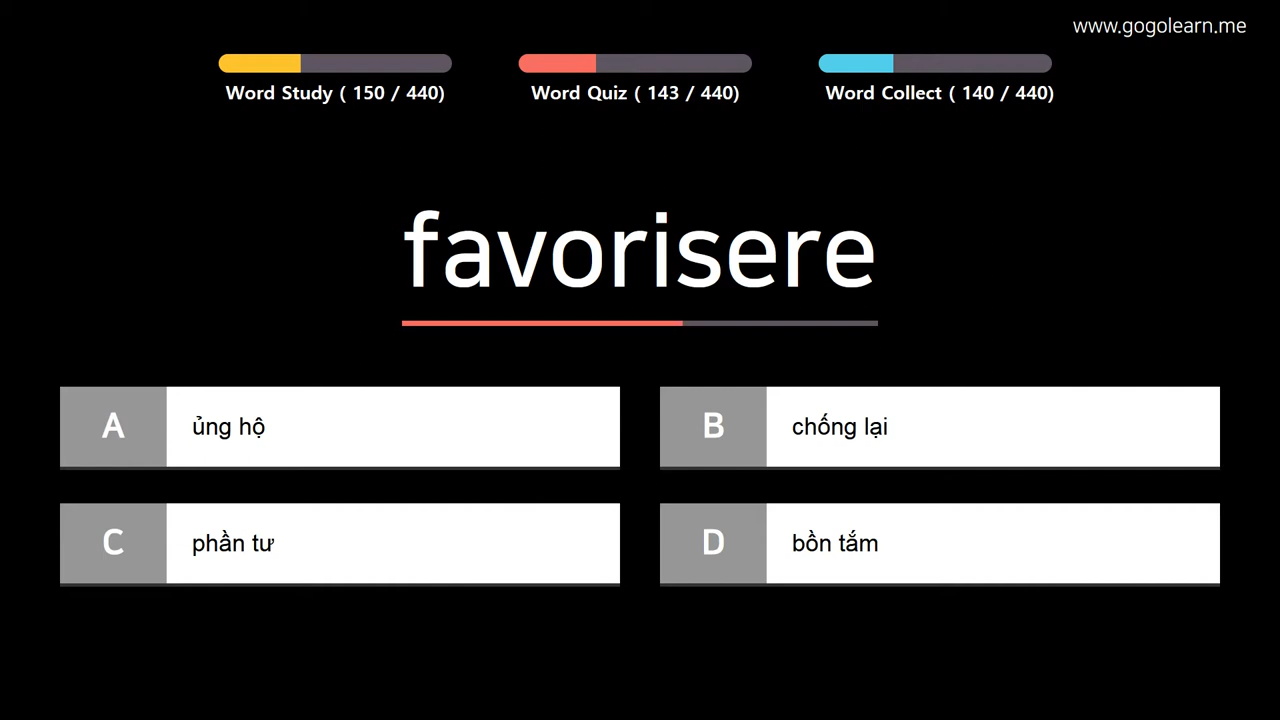 www.gogolearn.me
Word Study ( 150 / 440)
Word Quiz ( 143 / 440)
Word Collect ( 140 / 440)
favorisere
A
ủng hộ
B
chống lại
C
phần tư
D
bồn tắm